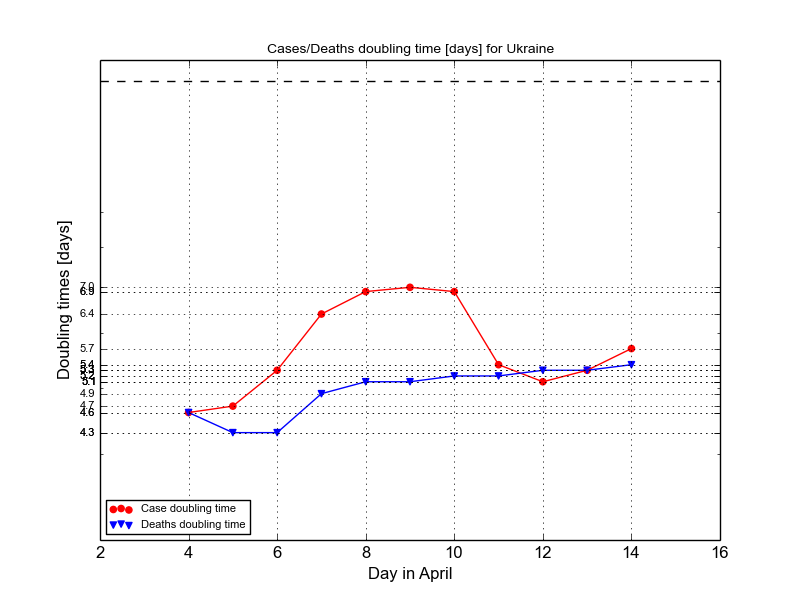 Cases/Deaths doubling time [days] for Ukraine
Doubling times [days]
7.0
6.9
6.4
5.7
5.4
5.3
5.2
5.1
4.9
4.7
4.6
4.3
Case doubling time
Deaths doubling time
2 4 6 8 10 12 14 16
Day in April